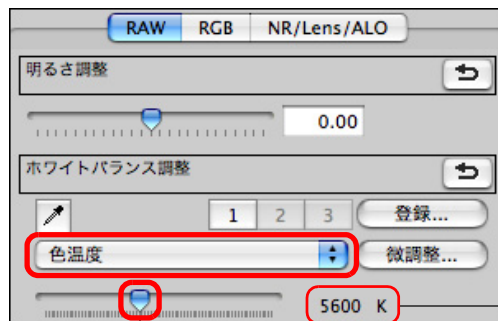 RAW RGB NR/Lens/ALO
明るさ調整
0.00
ホワイトバランス調整
1 2 3 登録...
色温度 微調整...
5600 K